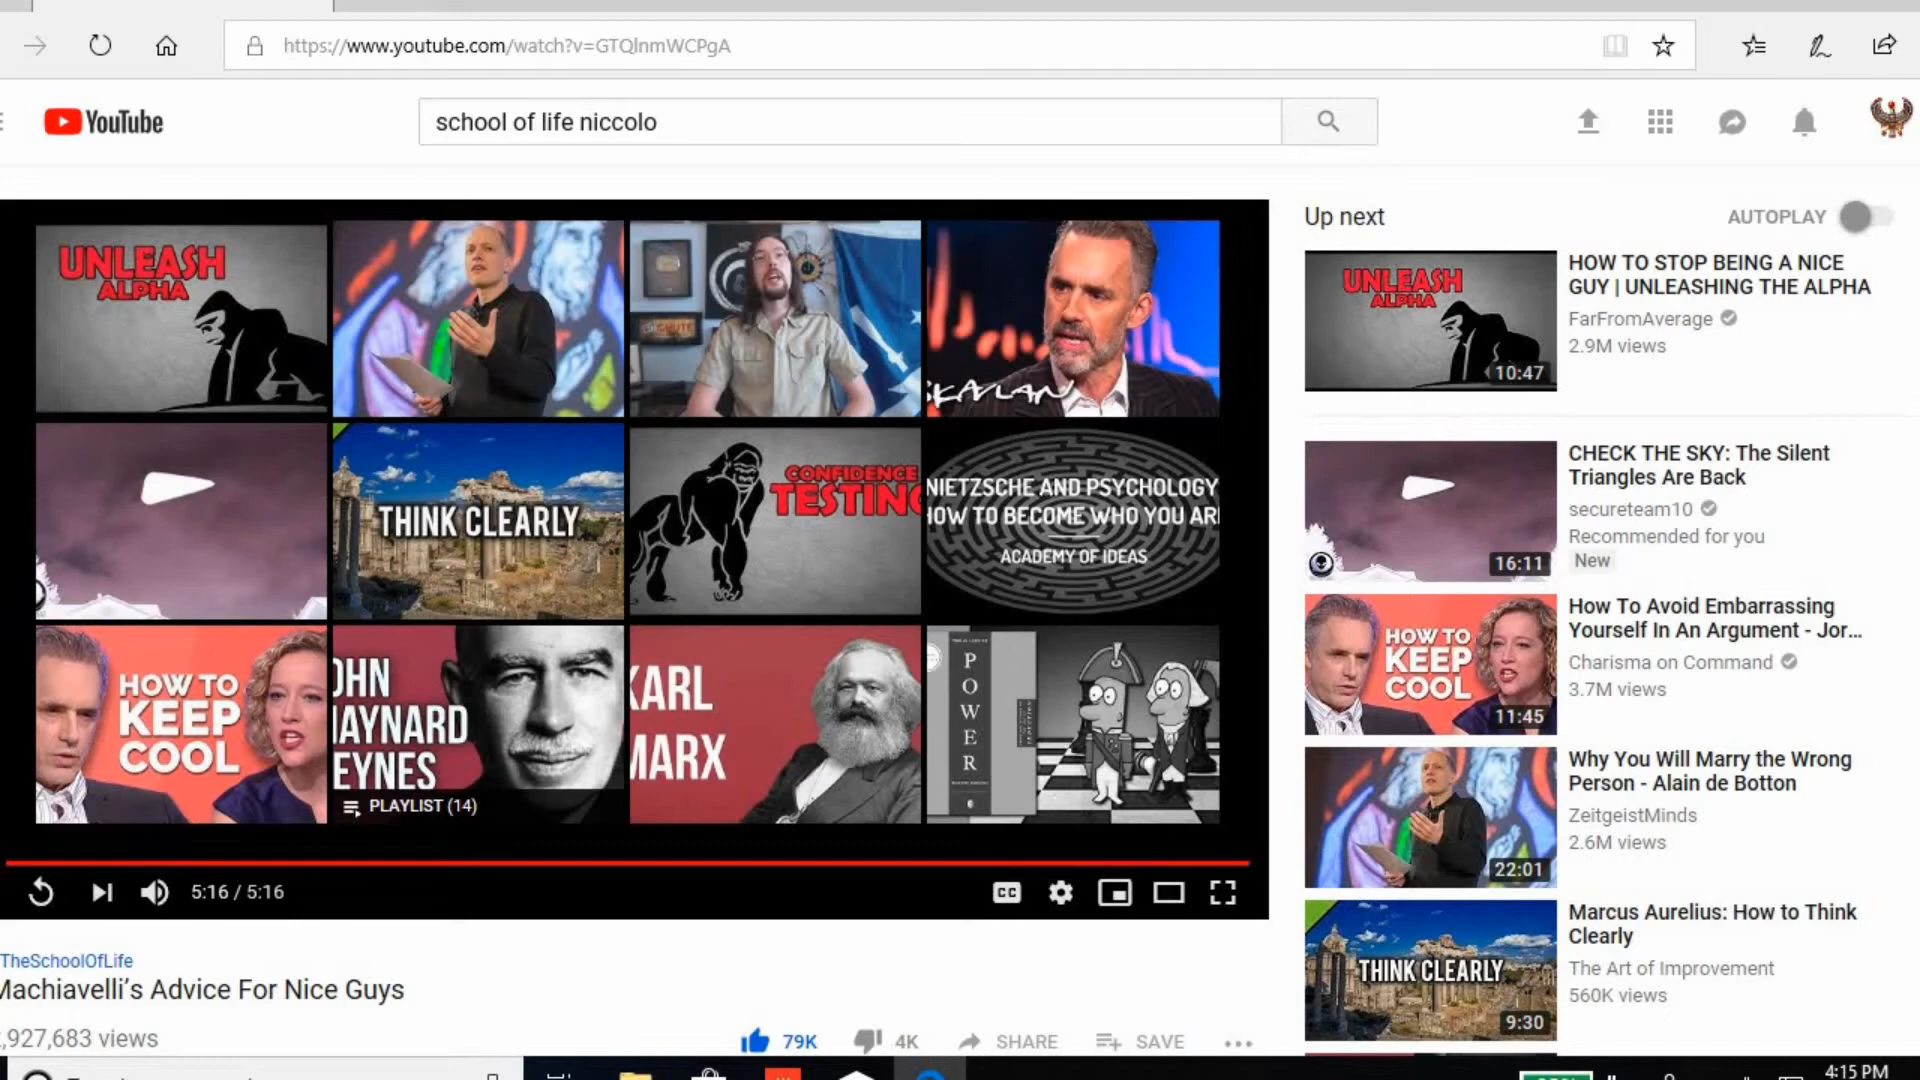 https://www.youtube.com/watch?v=GTQlnmWCPgA
YouTube
school of life niccolo
UNLEASH
ALPHA
SKAVLAN
THINK CLEARLY
CONFIDENCE
TESTING
NIETZSCHE AND PSYCHOLOGY
HOW TO BECOME WHO YOU ARE
ACADEMY OF IDEAS
HOW TO
KEEP
COOL
JOHN
MAYNARD
KEYNES
PLAYLIST (14)
KARL
MARX
POWER
5:16 / 5:16
CC
TheSchoolOfLife
Machiavelli's Advice For Nice Guys
,927,683 views
79K
4K
SHARE
SAVE
Up next
AUTOPLAY
UNLEASH
ALPHA
10:47
HOW TO STOP BEING A NICE
GUY | UNLEASHING THE ALPHA
FarFromAverage
2.9M views
16:11
CHECK THE SKY: The Silent
Triangles Are Back
secureteam10
Recommended for you
New
HOW TO
KEEP
COOL
11:45
How To Avoid Embarrassing
Yourself In An Argument - Jor...
Charisma on Command
3.7M views
22:01
Why You Will Marry the Wrong
Person - Alain de Botton
ZeitgeistMinds
2.6M views
THINK CLEARLY
9:30
Marcus Aurelius: How to Think
Clearly
The Art of Improvement
560K views
4:15 PM